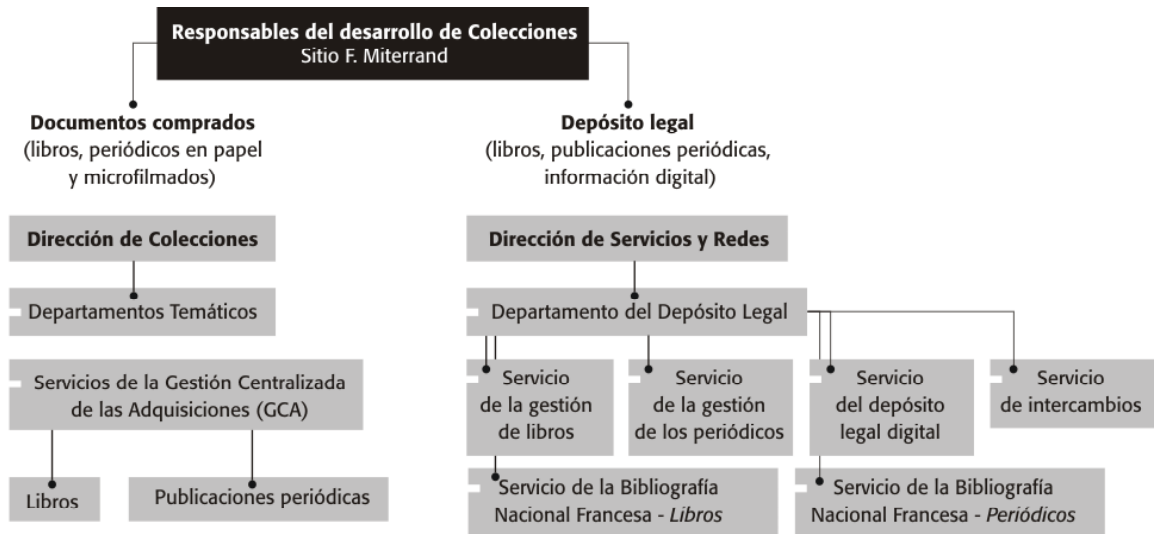 Responsables del desarrollo de Colecciones
Sitio F. Miterrand
Documentos comprados
(libros, periódicos en papel
y microfilmados)
Depósito legal
(libros, publicaciones periódicas,
información digital)
Dirección de Colecciones
Dirección de Servicios y Redes
Departamentos Temáticos
Departamento del Depósito Legal
Servicios de la Gestión Centralizada
de las Adquisiciones (GCA)
Servicio
de la gestión
de libros
Servicio
de la gestión
de los periódicos
Servicio
del depósito
legal digital
Servicio
de intercambios
Libros
Publicaciones periódicas
Servicio de la Bibliografía
Nacional Francesa - Libros
Servicio de la Bibliografía
Nacional Francesa - Periódicos